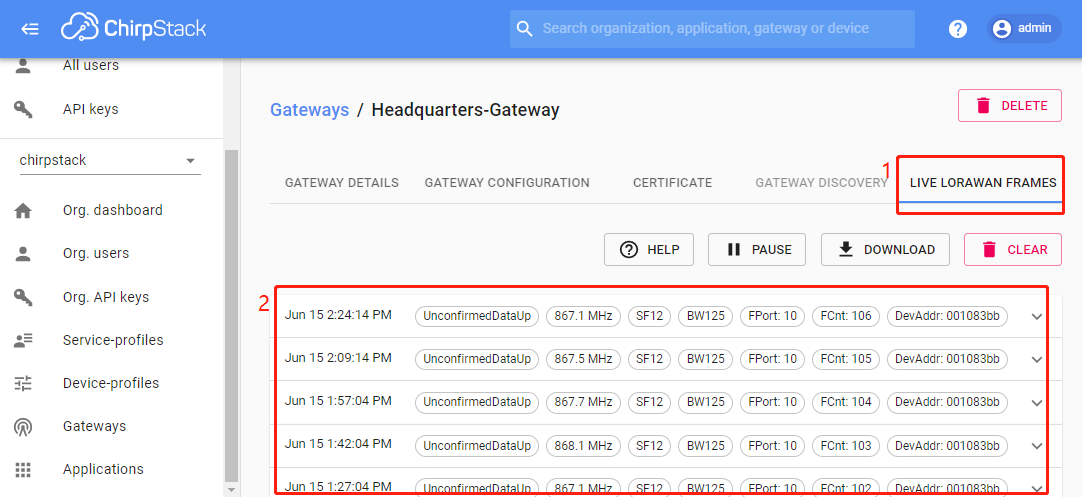 ChirpStack
Search organization, application, gateway or device
? admin
All users
API keys
chirpstack
Org. dashboard
Org. users
Org. API keys
Service-profiles
Device-profiles
Gateways
Applications
Gateways / Headquarters-Gateway
DELETE
1
GATEWAY DETAILS GATEWAY CONFIGURATION CERTIFICATE GATEWAY DISCOVERY LIVE LORAWAN FRAMES
HELP PAUSE DOWNLOAD CLEAR
2
Jun 15 2:24:14 PM UnconfirmedDataUp 867.1 MHz SF12 BW125 FPort: 10 FCnt: 106 DevAddr: 001083bb
Jun 15 2:09:14 PM UnconfirmedDataUp 867.5 MHz SF12 BW125 FPort: 10 FCnt: 105 DevAddr: 001083bb
Jun 15 1:57:04 PM UnconfirmedDataUp 867.7 MHz SF12 BW125 FPort: 10 FCnt: 104 DevAddr: 001083bb
Jun 15 1:42:04 PM UnconfirmedDataUp 868.1 MHz SF12 BW125 FPort: 10 FCnt: 103 DevAddr: 001083bb
Jun 15 1:27:04 PM UnconfirmedDataUp 867.1 MHz SF12 BW125 FPort: 10 FCnt: 102 DevAddr: 001083bb